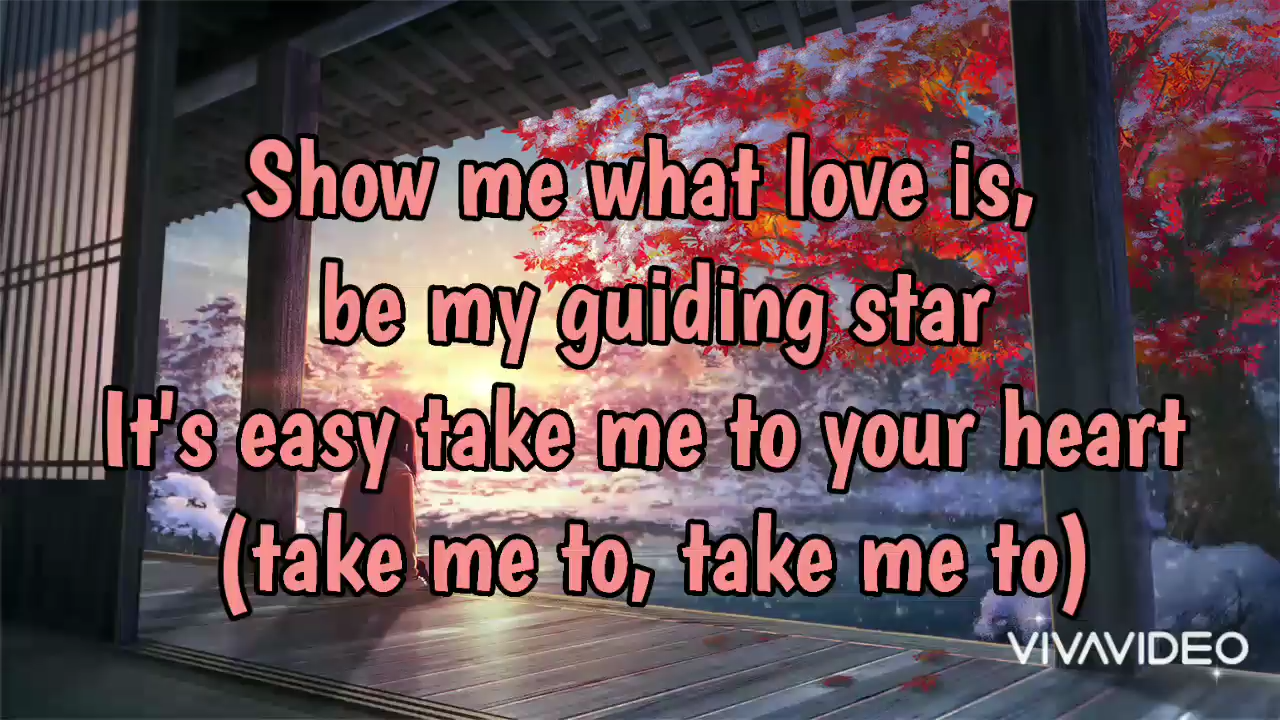 Show me what love is,
be my guiding star
It's easy take me to your heart
(take me to, take me to)
VIVAVIDEO